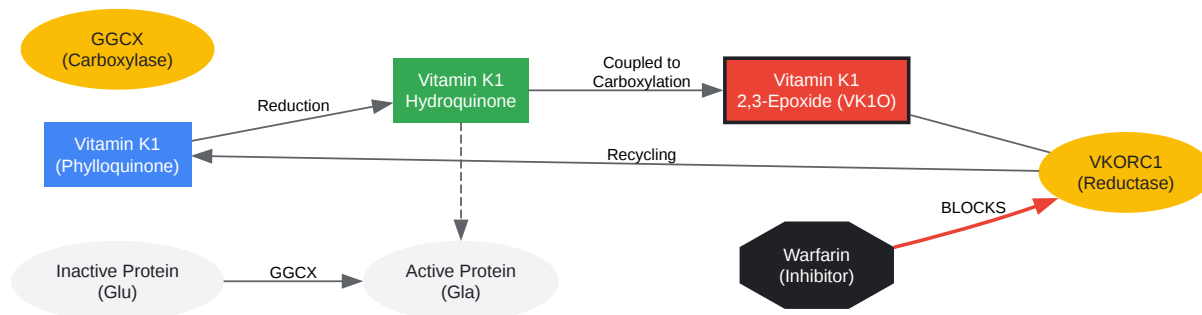 GGCX
(Carboxylase)
Vitamin K1
Hydroquinone
Coupled to
Carboxylation
Vitamin K1
2,3-Epoxide (VK1O)
Reduction
Vitamin K1
(Phylloquinone)
Recycling
VKORC1
(Reductase)
BLOCKS
Warfarin
(Inhibitor)
Inactive Protein
(Glu)
GGCX
Active Protein
(Gla)